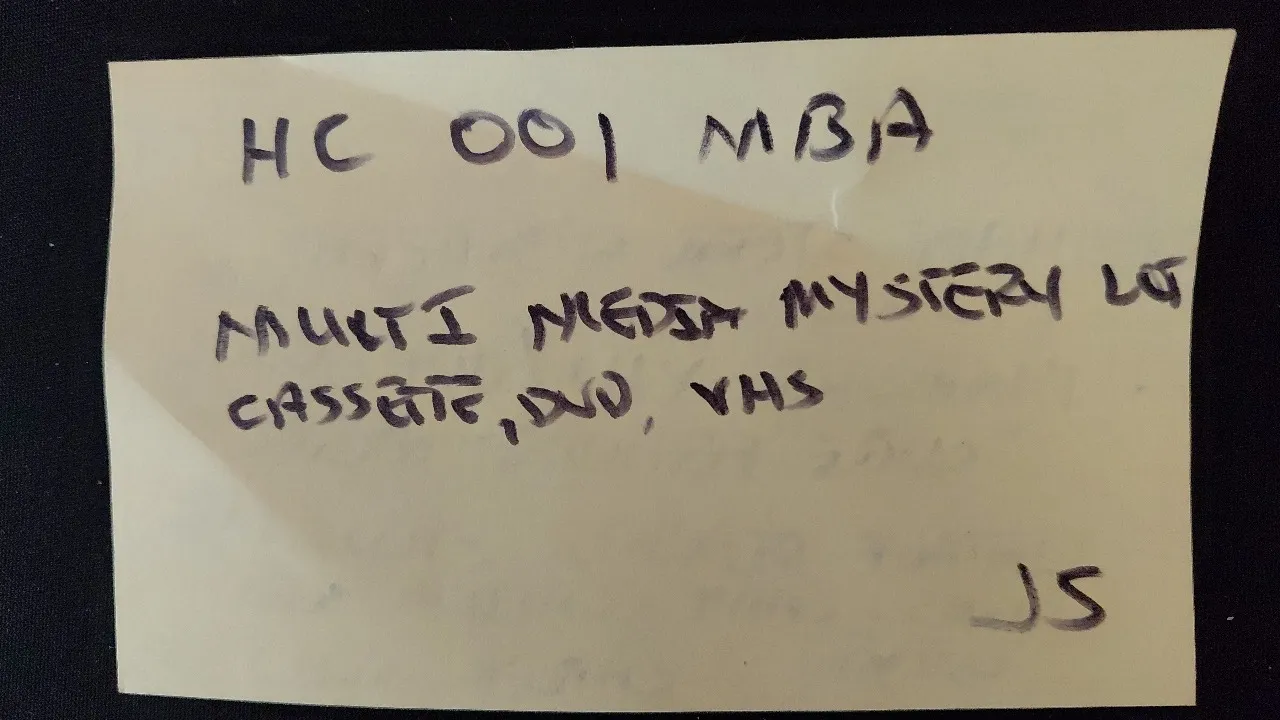 HC 001 MBA
MULTI MEDIA MYSTERY LOT
CASSETTE, DVD, VHS
JS